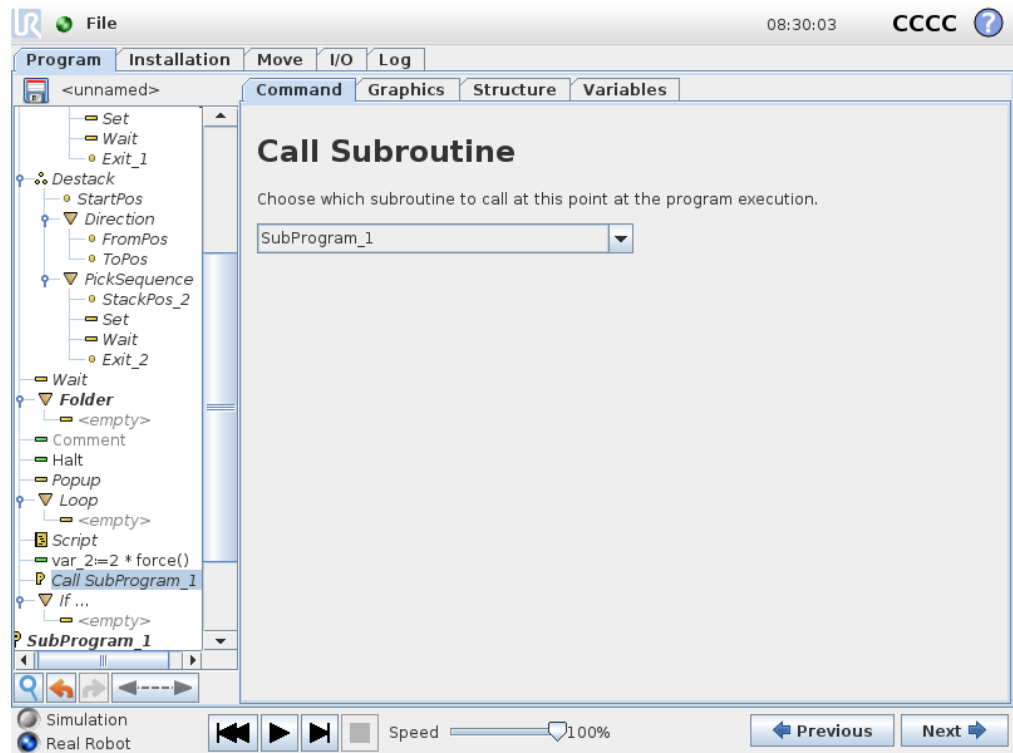 UR File 08:30:03 CCCC ?
Program Installation Move I/O Log
<unnamed> Command Graphics Structure Variables
Set
Wait
Exit_1
Destack
StartPos
Direction
FromPos
ToPos
PickSequence
StackPos_2
Set
Wait
Exit_2
Wait
Folder
<empty>
Comment
Halt
Popup
Loop
<empty>
Script
var_2:=2 * force()
Call SubProgram_1
If ...
<empty>
SubProgram_1
Call Subroutine
Choose which subroutine to call at this point at the program execution.
SubProgram_1
Simulation
Real Robot
Speed 100%
Previous Next